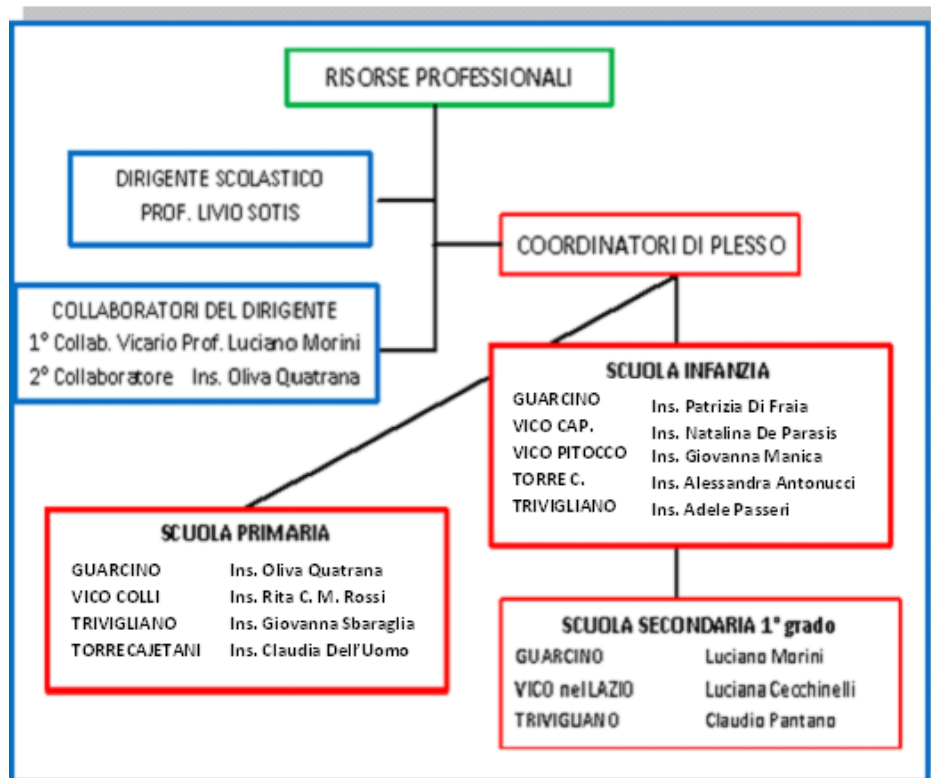 RISORSE PROFESSIONALI
DIRIGENTE SCOLASTICO
PROF. LIVIO SOTIS
COORDINATORI DI PLESSO
COLLABORATORI DEL DIRIGENTE
1° Collab. Vicario Prof. Luciano Morini
2° Collaboratore Ins. Oliva Quatrana
SCUOLA INFANZIA
GUARCINO Ins. Patrizia Di Fraia
VICO CAP. Ins. Natalina De Parasis
VICO PITOCCO Ins. Giovanna Manica
TORRE C. Ins. Alessandra Antonucci
TRIVIGLIANO Ins. Adele Passeri
SCUOLA PRIMARIA
GUARCINO Ins. Oliva Quatrana
VICO COLLI Ins. Rita C. M. Rossi
TRIVIGLIANO Ins. Giovanna Sbaraglia
TORRECAJETANI Ins. Claudia Dell'Uomo
SCUOLA SECONDARIA 1° grado
GUARCINO Luciano Morini
VICO nel LAZIO Luciana Cecchinelli
TRIVIGLIANO Claudio Pantano